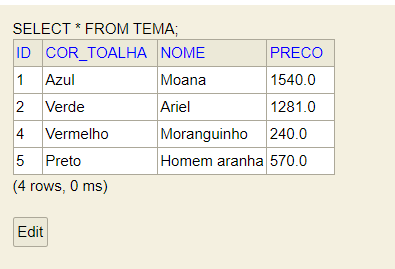 SELECT * FROM TEMA;
ID COR_TOALHA NOME PRECO
1 Azul Moana 1540.0
2 Verde Ariel 1281.0
4 Vermelho Moranguinho 240.0
5 Preto Homem aranha 570.0
(4 rows, 0 ms)
Edit